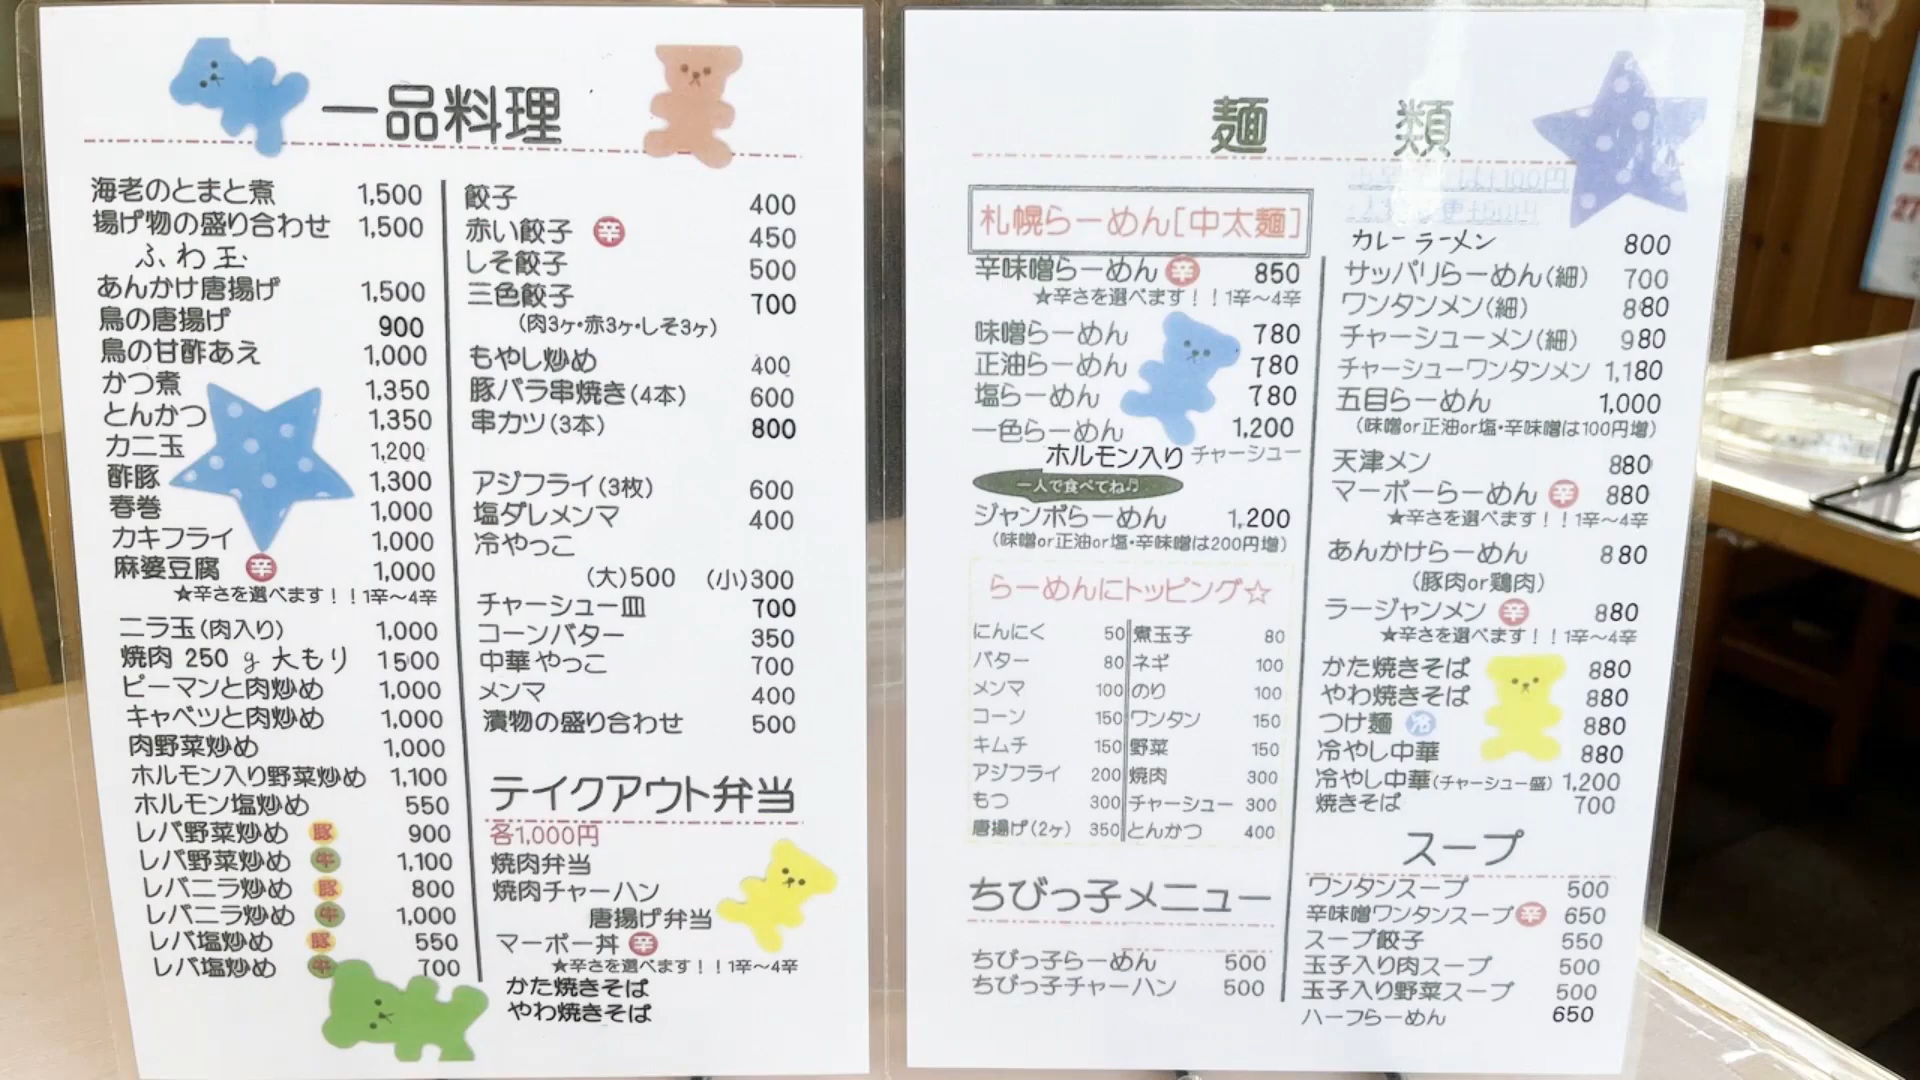 一品料理
海老のとまと煮 1,500
揚げ物の盛り合わせ 1,500
ふわ玉
あんかけ唐揚げ 1,500
鳥の唐揚げ 900
鳥の甘酢あえ 1,000
かつ煮 1,350
とんかつ 1,350
カニ玉 1,200
酢豚 1,300
春巻 1,000
カキフライ 1,000
麻婆豆腐 辛 1,000
★辛さを選べます！！1辛～4辛
ニラ玉(肉入り) 1,000
焼肉 250g 大もり 1500
ピーマンと肉炒め 1,000
キャベツと肉炒め 1,000
肉野菜炒め 1,000
ホルモン入り野菜炒め 1,100
ホルモン塩炒め 550
レバ野菜炒め 豚 900
レバ野菜炒め 牛 1,100
レバニラ炒め 豚 800
レバニラ炒め 牛 1,000
レバ塩炒め 豚 550
レバ塩炒め 牛 700
餃子 400
赤い餃子 辛 450
しそ餃子 500
三色餃子 700
(肉3ヶ・赤3ヶ・しそ3ヶ)
もやし炒め 400
豚バラ串焼き(4本) 600
串カツ(3本) 800
アジフライ(3枚) 600
塩ダレメンマ 400
冷やっこ
(大)500 (小)300
チャーシュー皿 700
コーンバター 350
中華やっこ 700
メンマ 400
漬物の盛り合わせ 500
テイクアウト弁当
各1,000円
焼肉弁当
焼肉チャーハン
唐揚げ弁当
マーボー丼 辛
★辛さを選べます！！1辛～4辛
かた焼きそば
やわ焼きそば
麺 類
札幌らーめん[中太麺]
辛味噌らーめん 辛 850
★辛さを選べます！！1辛～4辛
味噌らーめん 780
正油らーめん 780
塩らーめん 780
一色らーめん 1,200
ホルモン入り チャーシュー
一人で食べてね♫
ジャンボらーめん 1,200
(味噌or正油or塩・辛味噌は200円増)
らーめんにトッピング☆
にんにく 50 煮玉子 80
バター 80 ネギ 100
メンマ 100 のり 100
コーン 150 ワンタン 150
キムチ 150 野菜 150
アジフライ 200 焼肉 300
もつ 300 チャーシュー 300
唐揚げ(2ヶ) 350 とんかつ 400
ちびっ子メニュー
ちびっ子らーめん 500
ちびっ子チャーハン 500
カレーラーメン 800
サッパリらーめん(細) 700
ワンタンメン(細) 880
チャーシューメン(細) 980
チャーシューワンタンメン 1,180
五目らーめん 1,000
(味噌or正油or塩・辛味噌は100円増)
天津メン 880
マーボーらーめん 辛 880
★辛さを選べます！！1辛～4辛
あんかけらーめん 880
(豚肉or鶏肉)
ラージャンメン 辛 880
★辛さを選べます！！1辛～4辛
かた焼きそば 880
やわ焼きそば 880
つけ麺 冷 880
冷やし中華 880
冷やし中華(チャーシュー盛) 1,200
焼きそば 700
スープ
ワンタンスープ 500
辛味噌ワンタンスープ 辛 650
スープ餃子 550
玉子入り肉スープ 500
玉子入り野菜スープ 500
ハーフらーめん 650